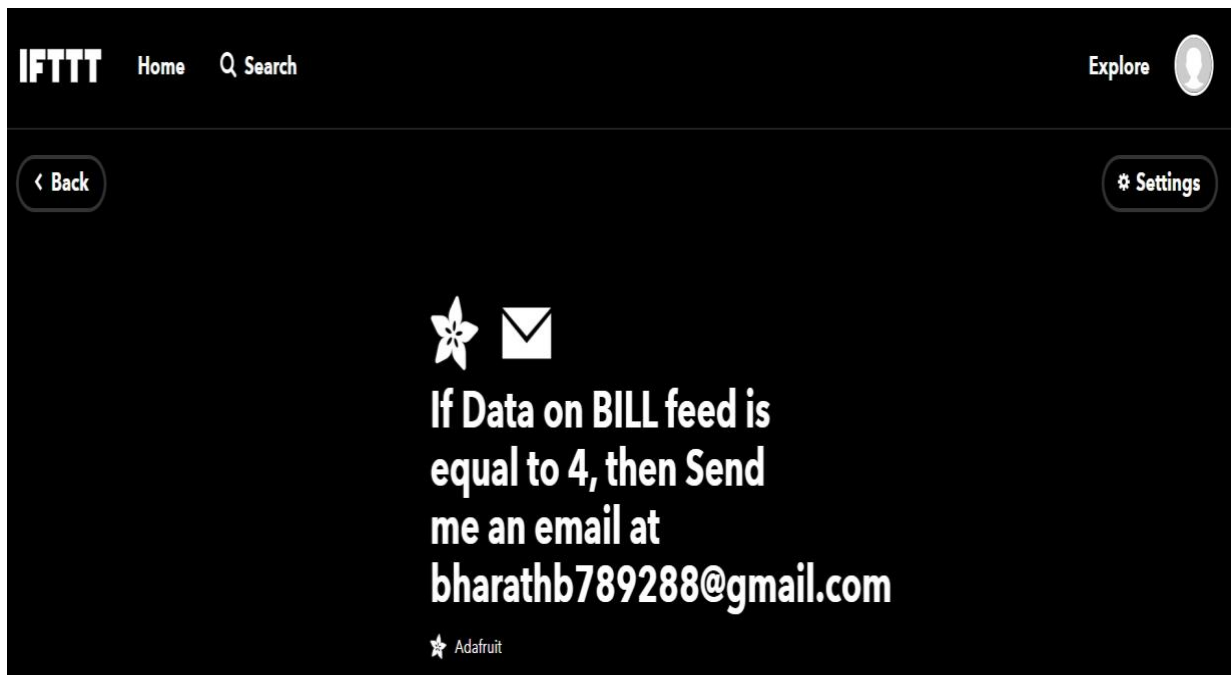 IFTTT Home Search Explore
Back Settings
If Data on BILL feed is
equal to 4, then Send
me an email at
bharathb789288@gmail.com
Adafruit